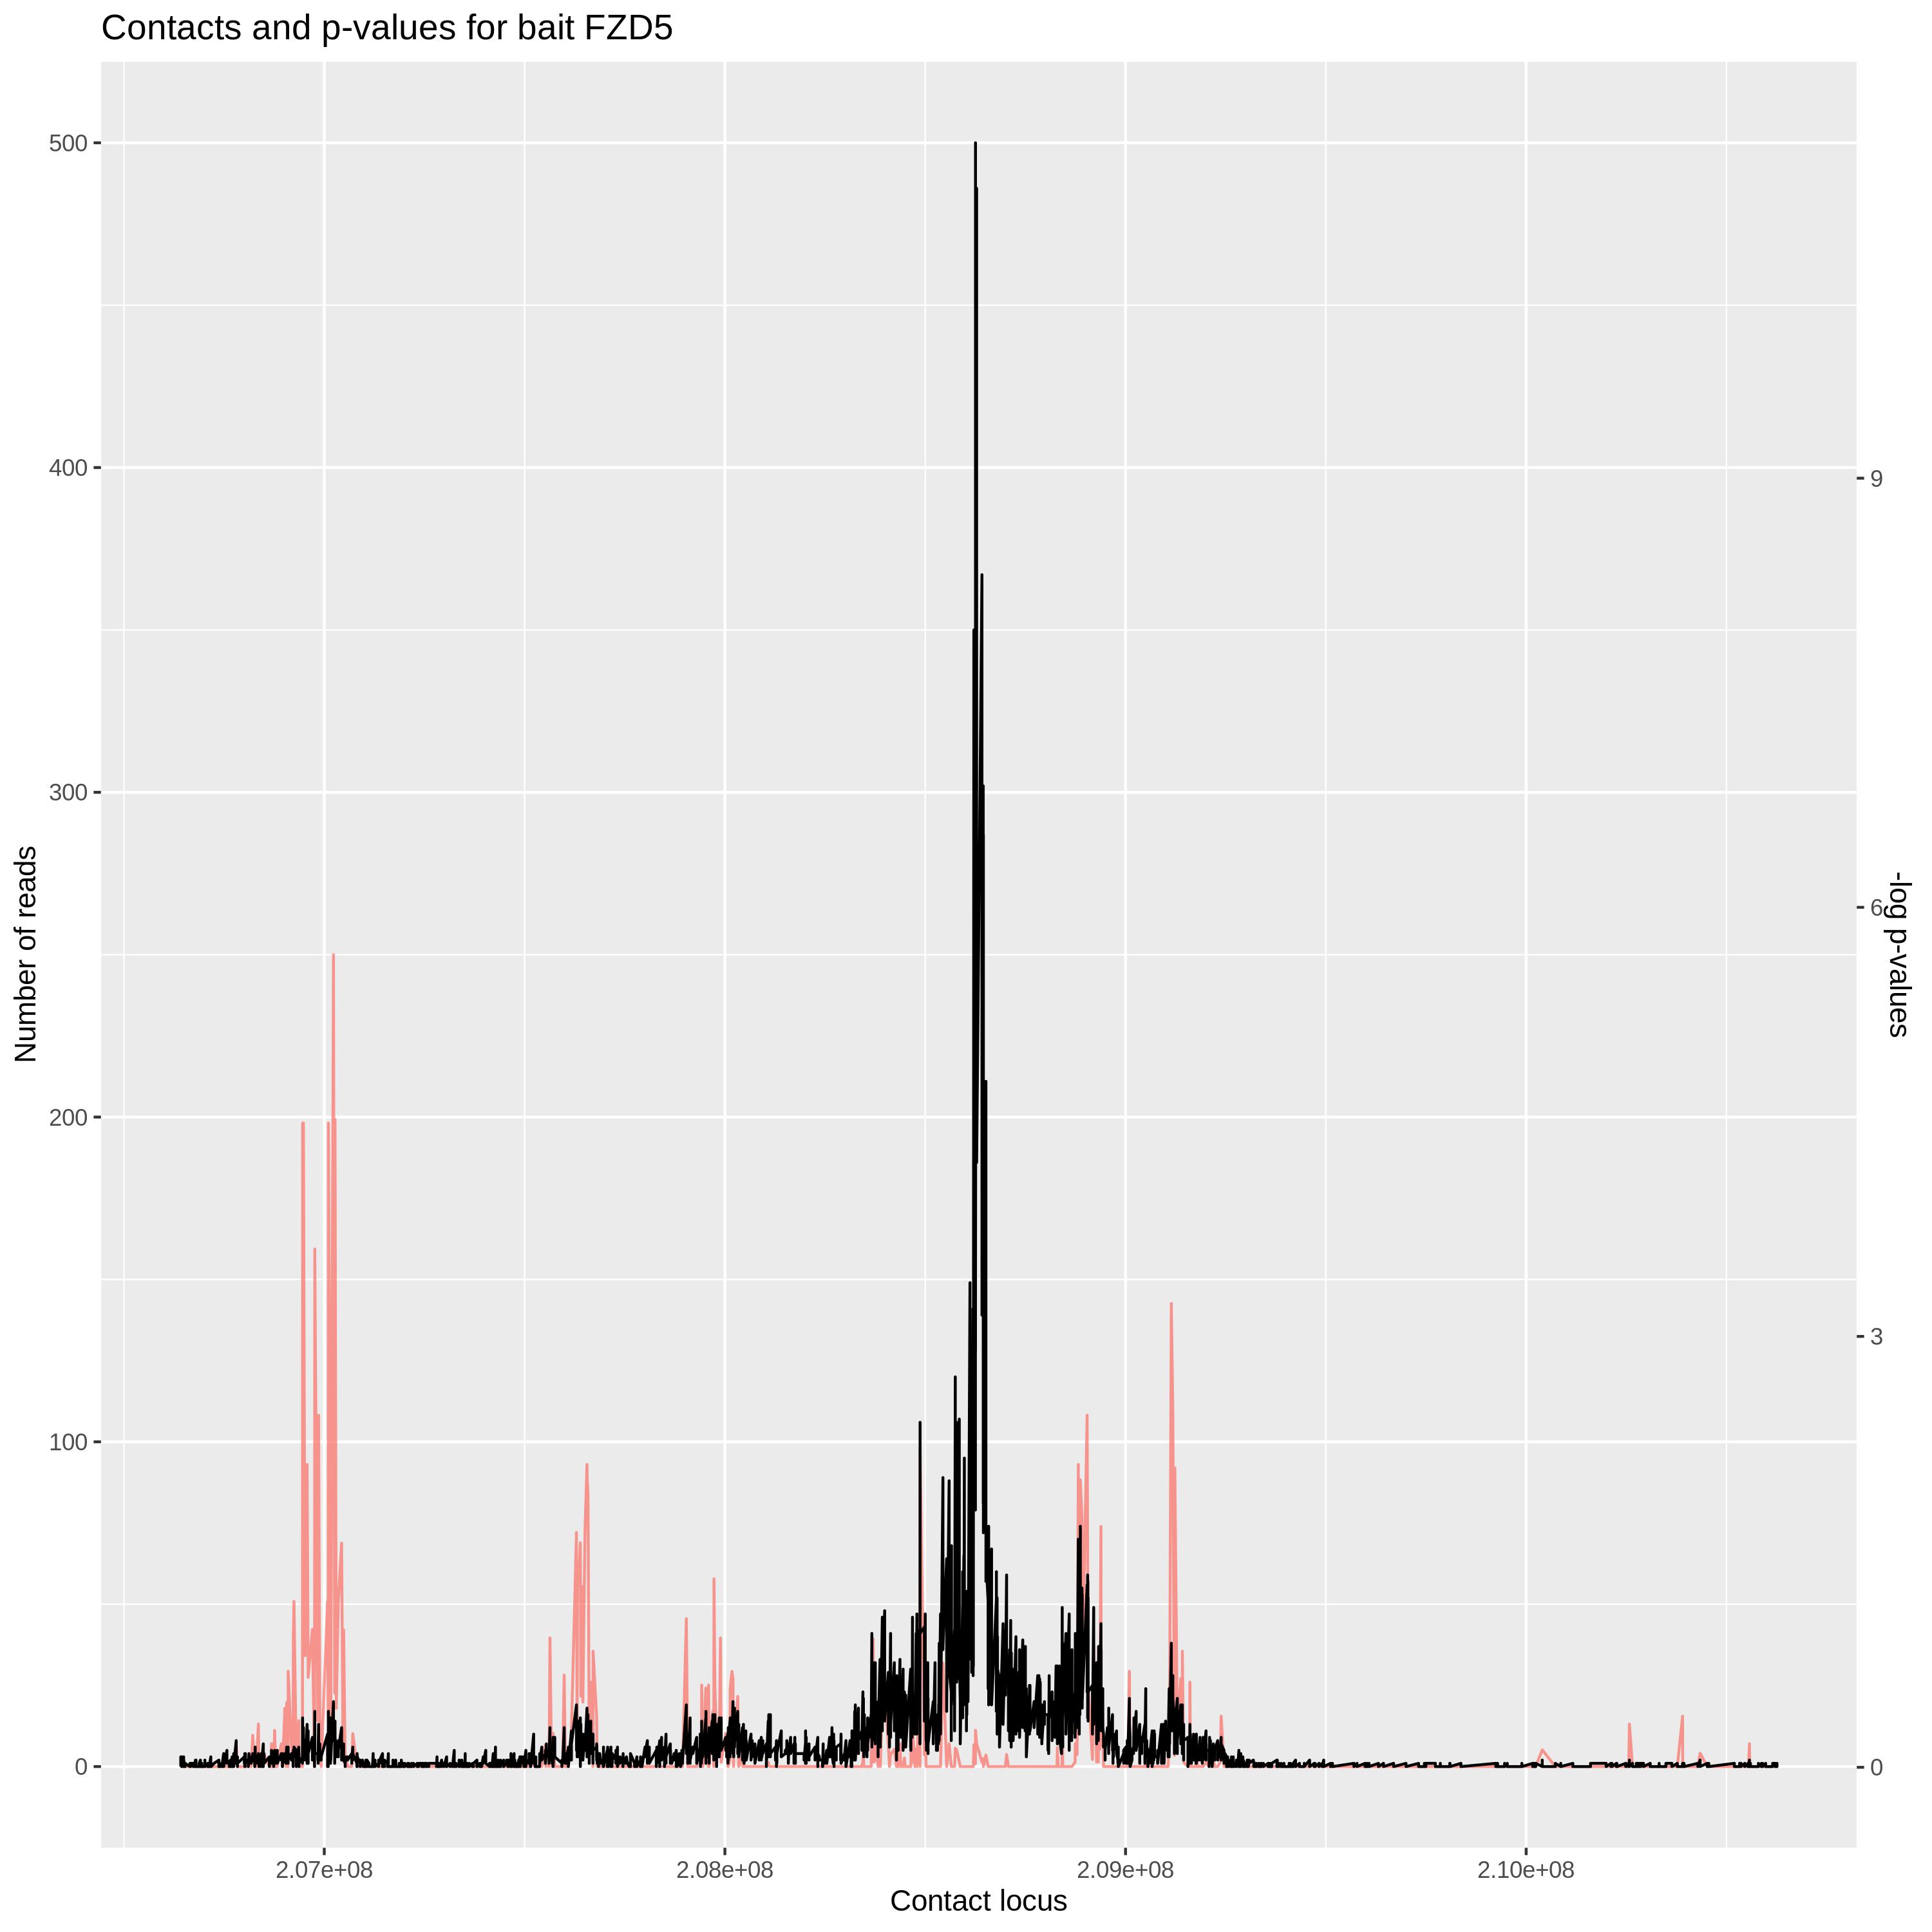 Contacts and p-values for bait FZD5
500
400
300
200
100
0
Number of reads
9
6
3
0
-log p-values
2.07e+08
2.08e+08
2.09e+08
2.10e+08
Contact locus